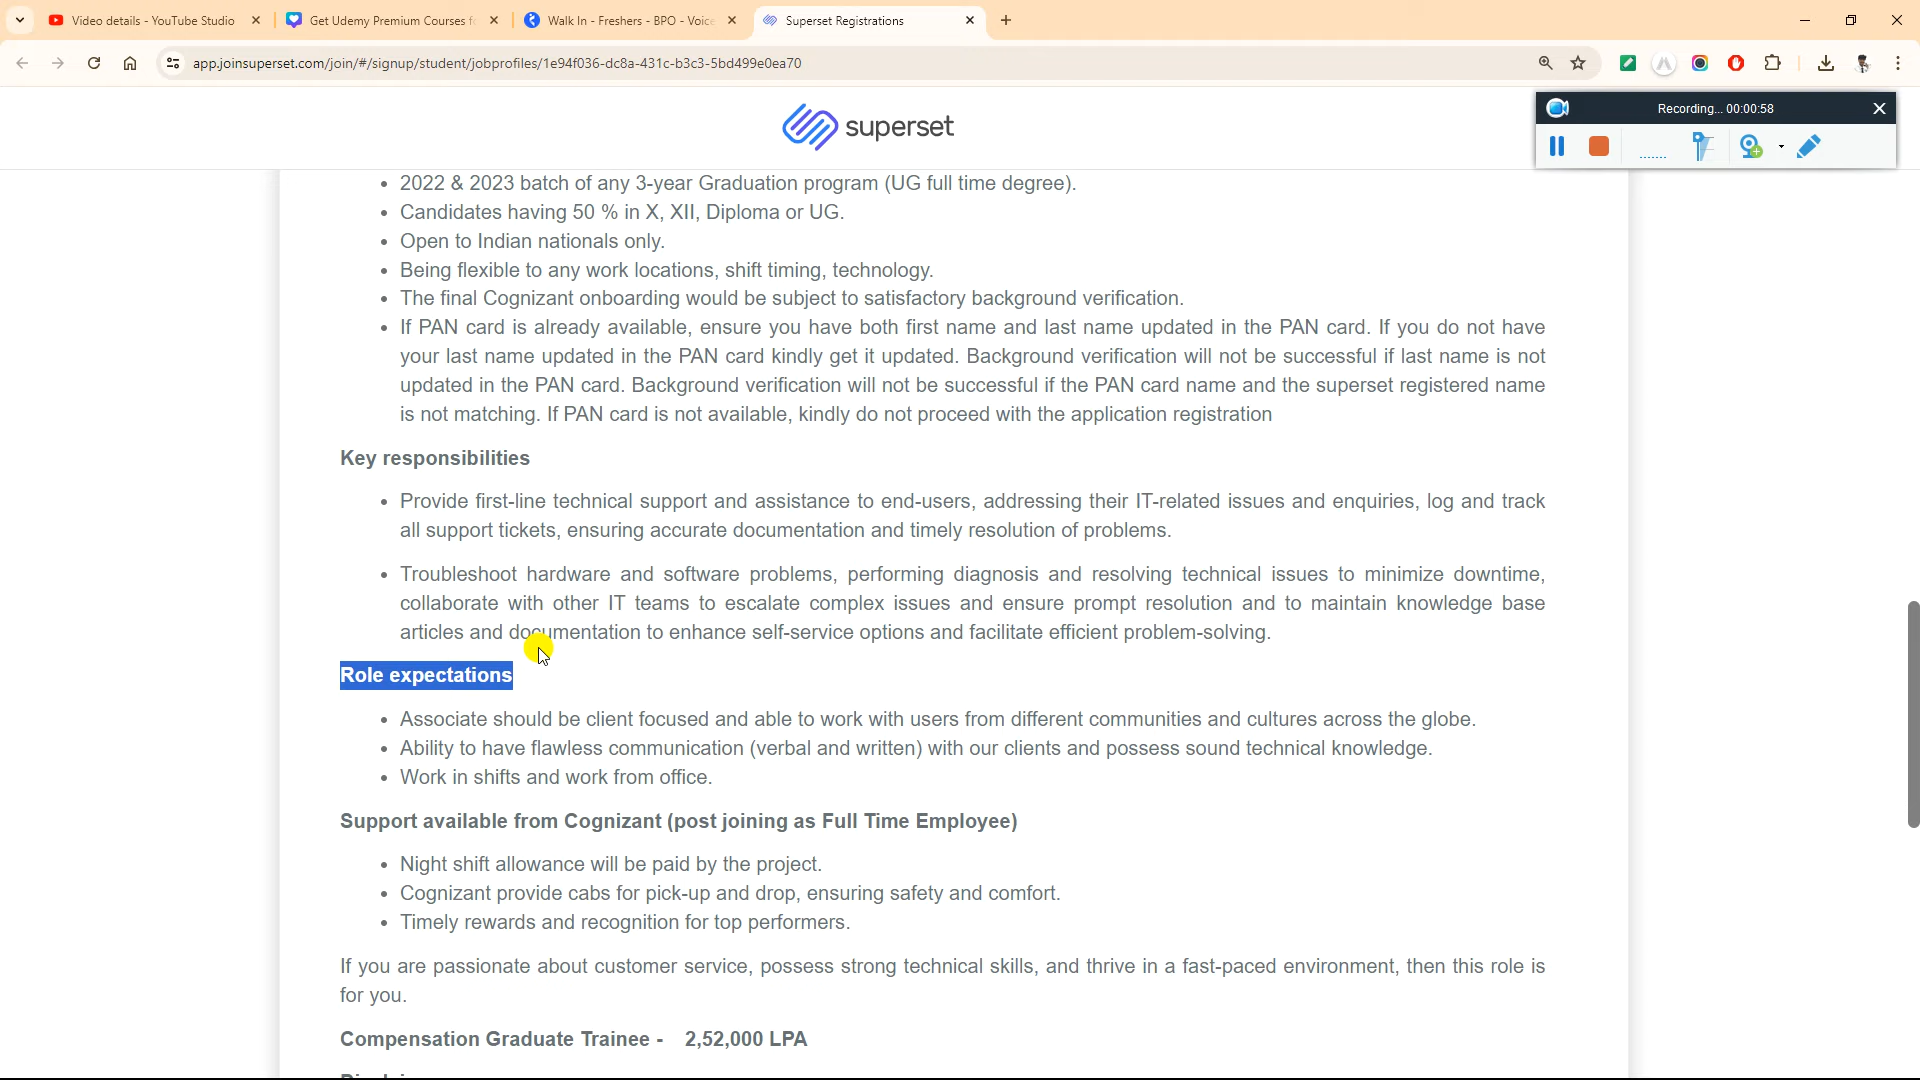 Video details - YouTube Studio
Get Udemy Premium Courses f
Walk In - Freshers - BPO - Voice
Superset Registrations
app.joinsuperset.com/join/#/signup/student/jobprofiles/1e94f036-dc8a-431c-b3c3-5bd499e0ea70
Recording... 00:00:58
superset
• 2022 & 2023 batch of any 3-year Graduation program (UG full time degree).
• Candidates having 50 % in X, XII, Diploma or UG.
• Open to Indian nationals only.
• Being flexible to any work locations, shift timing, technology.
• The final Cognizant onboarding would be subject to satisfactory background verification.
• If PAN card is already available, ensure you have both first name and last name updated in the PAN card. If you do not have
your last name updated in the PAN card kindly get it updated. Background verification will not be successful if last name is not
updated in the PAN card. Background verification will not be successful if the PAN card name and the superset registered name
is not matching. If PAN card is not available, kindly do not proceed with the application registration
Key responsibilities
• Provide first-line technical support and assistance to end-users, addressing their IT-related issues and enquiries, log and track
all support tickets, ensuring accurate documentation and timely resolution of problems.
• Troubleshoot hardware and software problems, performing diagnosis and resolving technical issues to minimize downtime,
collaborate with other IT teams to escalate complex issues and ensure prompt resolution and to maintain knowledge base
articles and documentation to enhance self-service options and facilitate efficient problem-solving.
Role expectations
• Associate should be client focused and able to work with users from different communities and cultures across the globe.
• Ability to have flawless communication (verbal and written) with our clients and possess sound technical knowledge.
• Work in shifts and work from office.
Support available from Cognizant (post joining as Full Time Employee)
• Night shift allowance will be paid by the project.
• Cognizant provide cabs for pick-up and drop, ensuring safety and comfort.
• Timely rewards and recognition for top performers.
If you are passionate about customer service, possess strong technical skills, and thrive in a fast-paced environment, then this role is
for you.
Compensation Graduate Trainee - 2,52,000 LPA